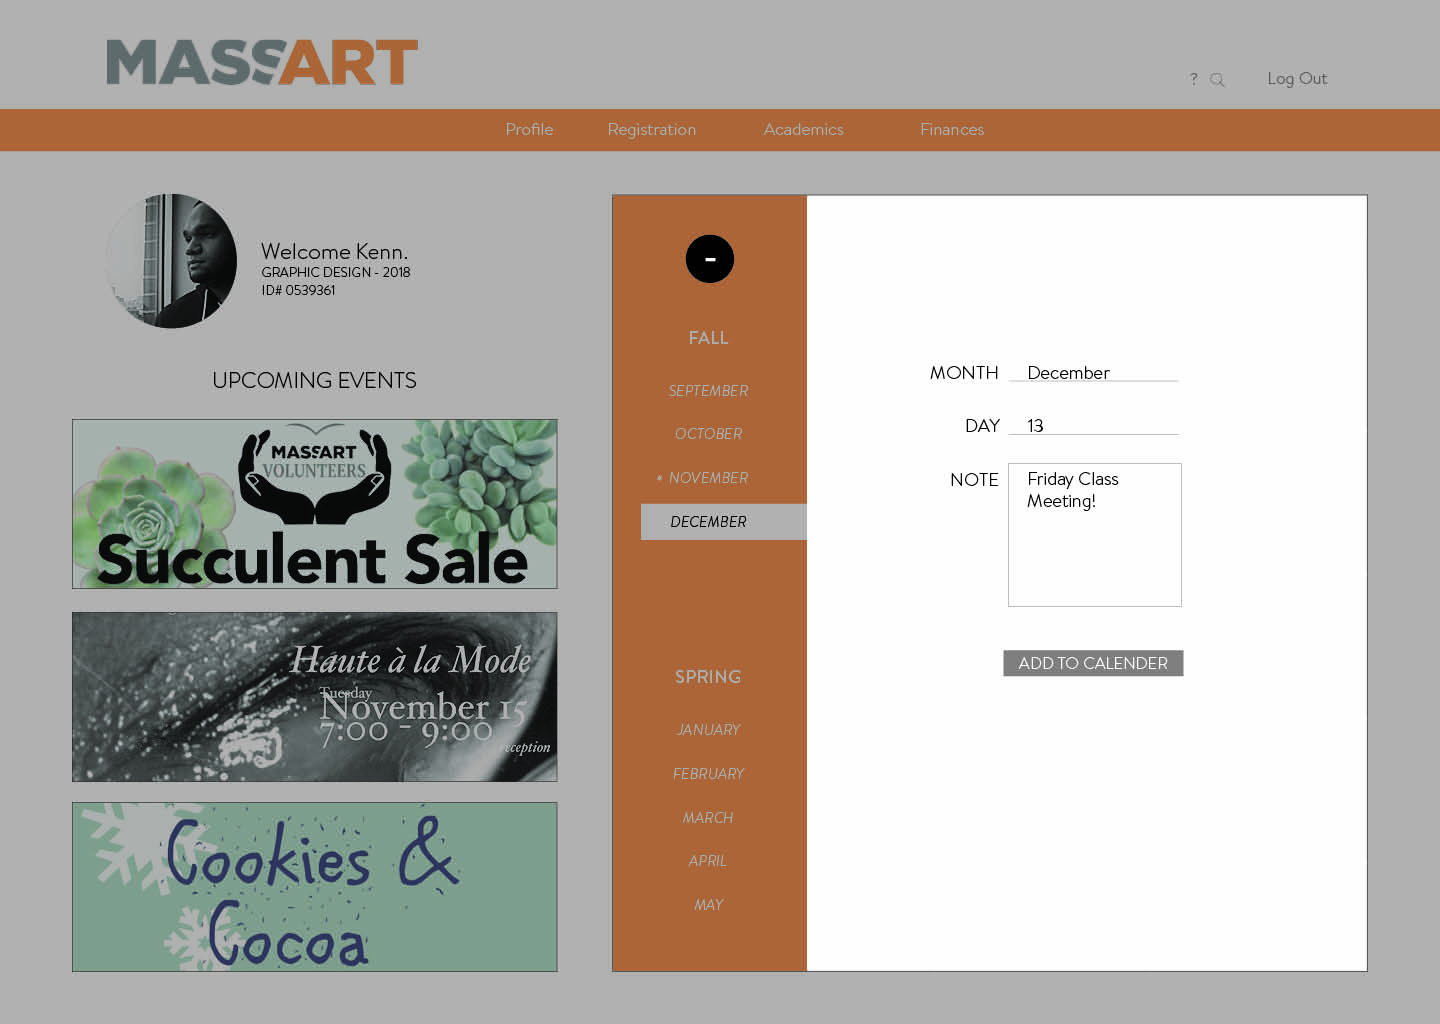 MASSART
? Log Out
Profile Registration Academics Finances
Welcome Kenn.
GRAPHIC DESIGN - 2018
ID# 0539361
UPCOMING EVENTS
MASSART
VOLUNTEERS
Succulent Sale
Haute à la Mode
Tuesday
November 15
7:00 - 9:00
reception
Cookies &
Cocoa
-
FALL
SEPTEMBER
OCTOBER
* NOVEMBER
DECEMBER
SPRING
JANUARY
FEBRUARY
MARCH
APRIL
MAY
MONTH December
DAY 13
NOTE Friday Class
Meeting!
ADD TO CALENDER